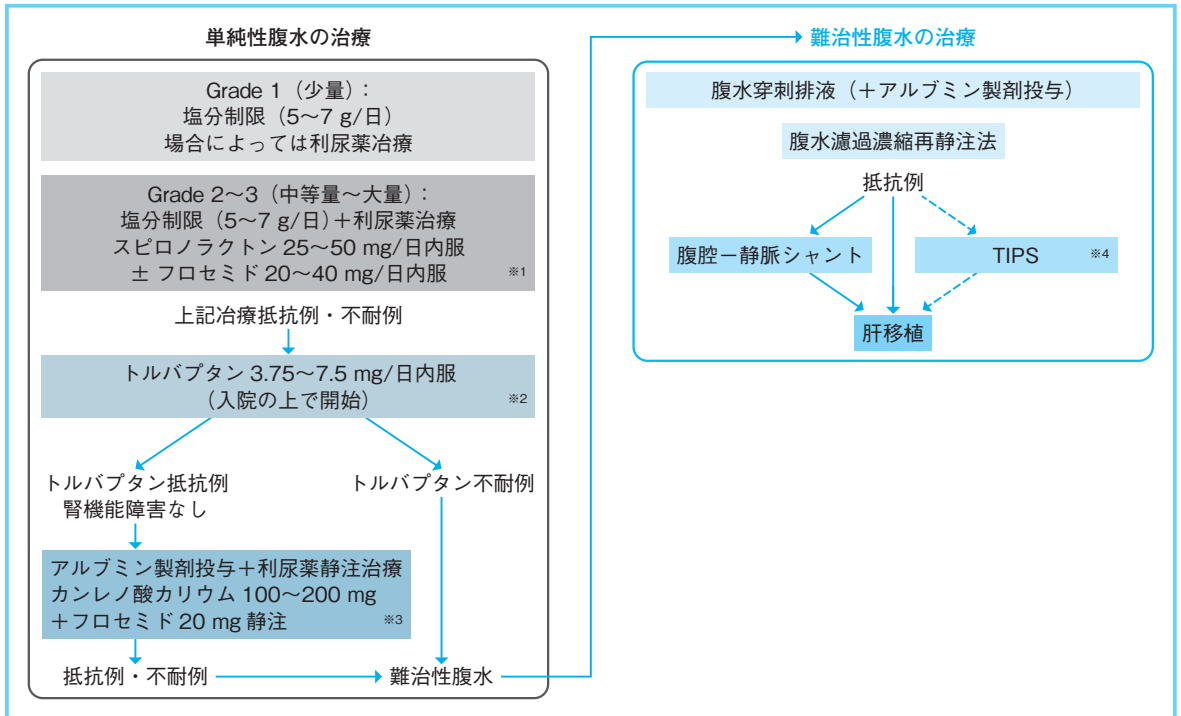 単純性腹水の治療
Grade 1（少量）：
塩分制限（5〜7 g/日）
場合によっては利尿薬治療
Grade 2〜3（中等量〜大量）：
塩分制限（5〜7 g/日）＋利尿薬治療
スピロノラクトン 25〜50 mg/日内服
± フロセミド 20〜40 mg/日内服 ※1
上記治療抵抗例・不耐例
トルバプタン 3.75〜7.5 mg/日内服
（入院の上で開始） ※2
トルバプタン抵抗例
腎機能障害なし
トルバプタン不耐例
アルブミン製剤投与＋利尿薬静注治療
カンレノ酸カリウム 100〜200 mg
＋フロセミド 20 mg 静注 ※3
抵抗例・不耐例
難治性腹水
難治性腹水の治療
腹水穿刺排液（＋アルブミン製剤投与）
腹水濾過濃縮再静注法
抵抗例
腹腔－静脈シャント
TIPS ※4
肝移植